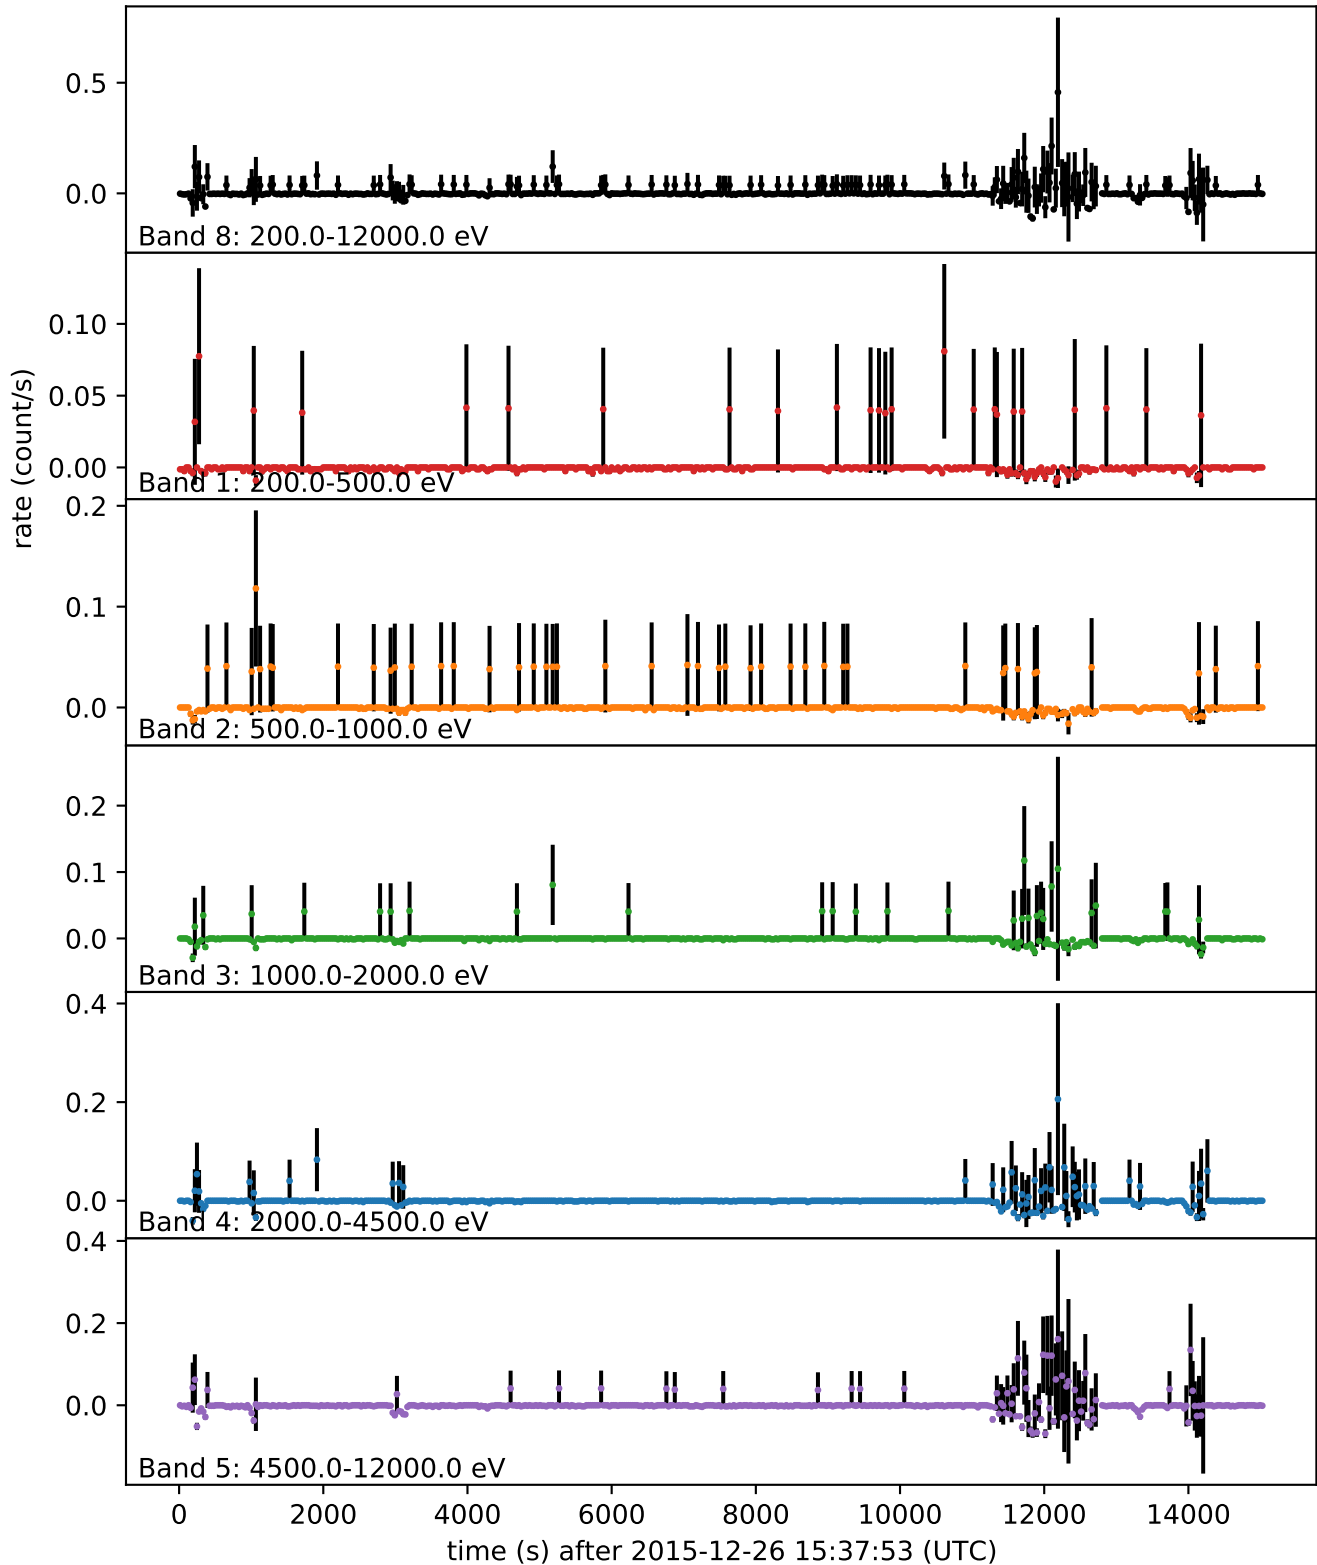 0.5
0.0
Band 8: 200.0-12000.0 eV
0.10
0.05
0.00
Band 1: 200.0-500.0 eV
rate (count/s)
0.2
0.1
0.0
Band 2: 500.0-1000.0 eV
0.2
0.1
0.0
Band 3: 1000.0-2000.0 eV
0.4
0.2
0.0
Band 4: 2000.0-4500.0 eV
0.4
0.2
0.0
Band 5: 4500.0-12000.0 eV
0 2000 4000 6000 8000 10000 12000 14000
time (s) after 2015-12-26 15:37:53 (UTC)